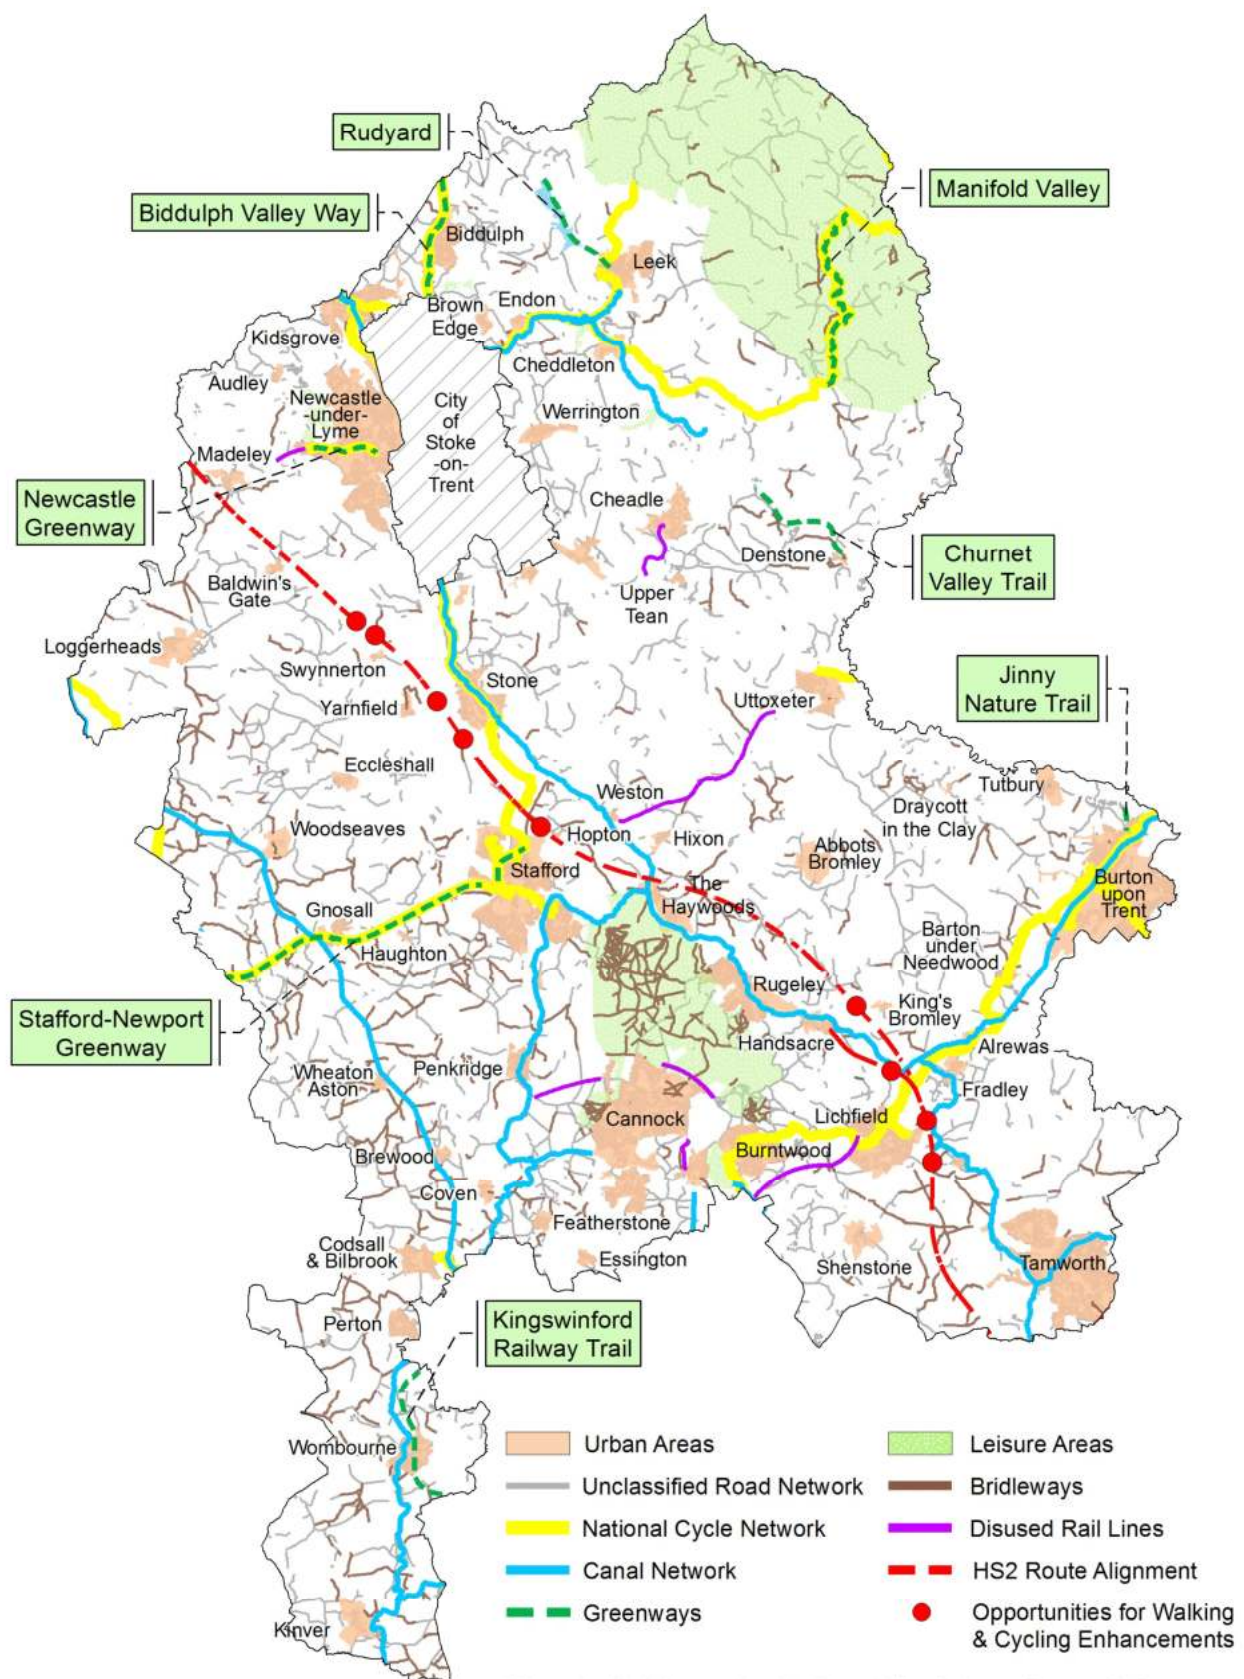 Rudyard
Manifold Valley
Biddulph Valley Way
Biddulph
Leek
Brown
Edge
Endon
Kidsgrove
Cheddleton
Audley
Newcastle
-under-
Lyme
City
of
Stoke
-on-
Trent
Werrington
Madeley
Newcastle
Greenway
Cheadle
Denstone
Churnet
Valley Trail
Baldwin's
Gate
Upper
Tean
Loggerheads
Swynnerton
Stone
Uttoxeter
Jinny
Nature Trail
Yarnfield
Eccleshall
Weston
Tutbury
Draycott
in the Clay
Woodseaves
Hopton
Hixon
Abbots
Bromley
Stafford
The
Haywoods
Burton
upon
Trent
Gnosall
Haughton
Barton
under
Needwood
Rugeley
King's
Bromley
Stafford-Newport
Greenway
Handsacre
Alrewas
Wheaton
Aston
Penkridge
Fradley
Cannock
Lichfield
Brewood
Burntwood
Coven
Featherstone
Codsall
& Bilbrook
Essington
Shenstone
Tamworth
Perton
Kingswinford
Railway Trail
Wombourne
Kinver
Urban Areas
Unclassified Road Network
National Cycle Network
Canal Network
Greenways
Leisure Areas
Bridleways
Disused Rail Lines
HS2 Route Alignment
Opportunities for Walking
& Cycling Enhancements